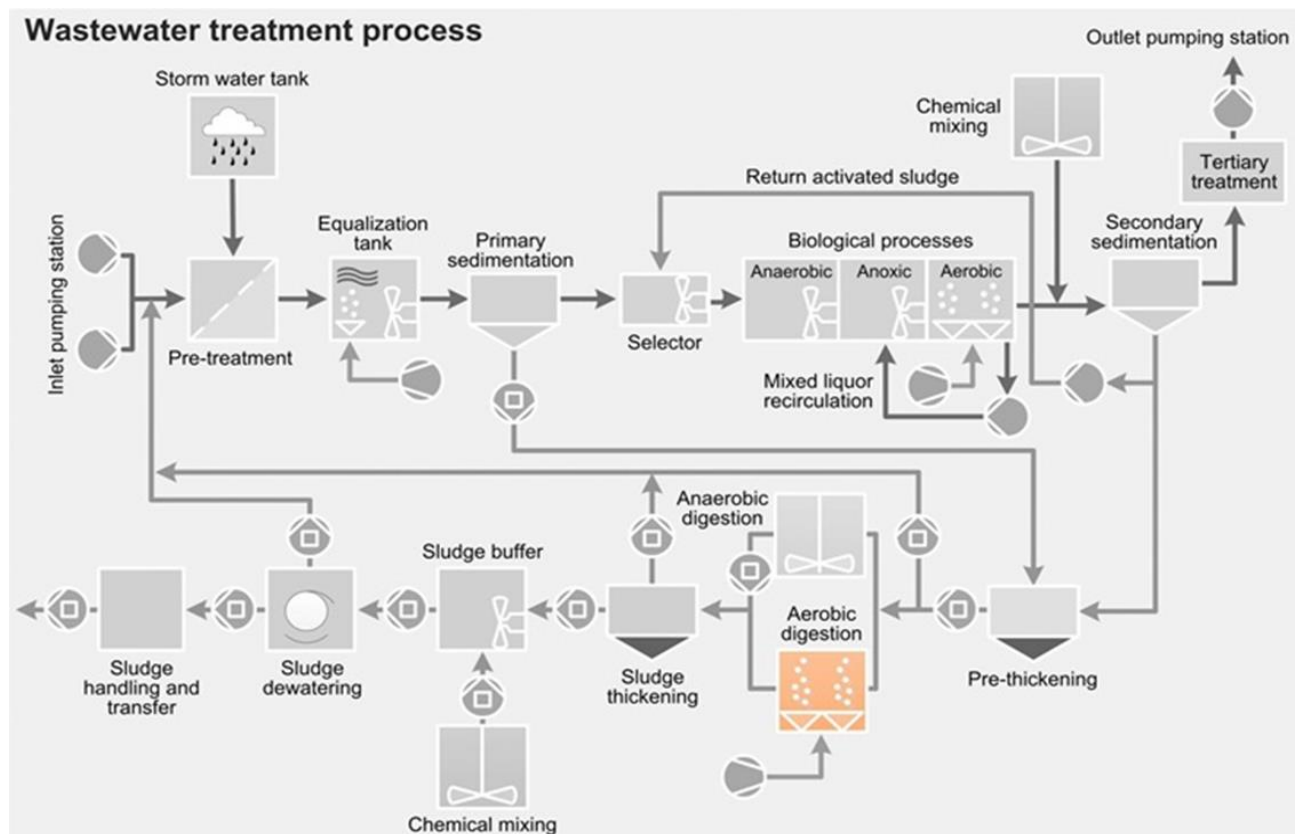 Wastewater treatment process
Outlet pumping station
Storm water tank
Chemical
mixing
Tertiary
treatment
Return activated sludge
Equalization
tank
Primary
sedimentation
Secondary
sedimentation
Biological processes
Anaerobic
Anoxic
Aerobic
Inlet pumping station
Pre-treatment
Selector
Mixed liquor
recirculation
Anaerobic
digestion
Sludge buffer
Aerobic
digestion
Sludge
handling and
transfer
Sludge
dewatering
Sludge
thickening
Pre-thickening
Chemical mixing